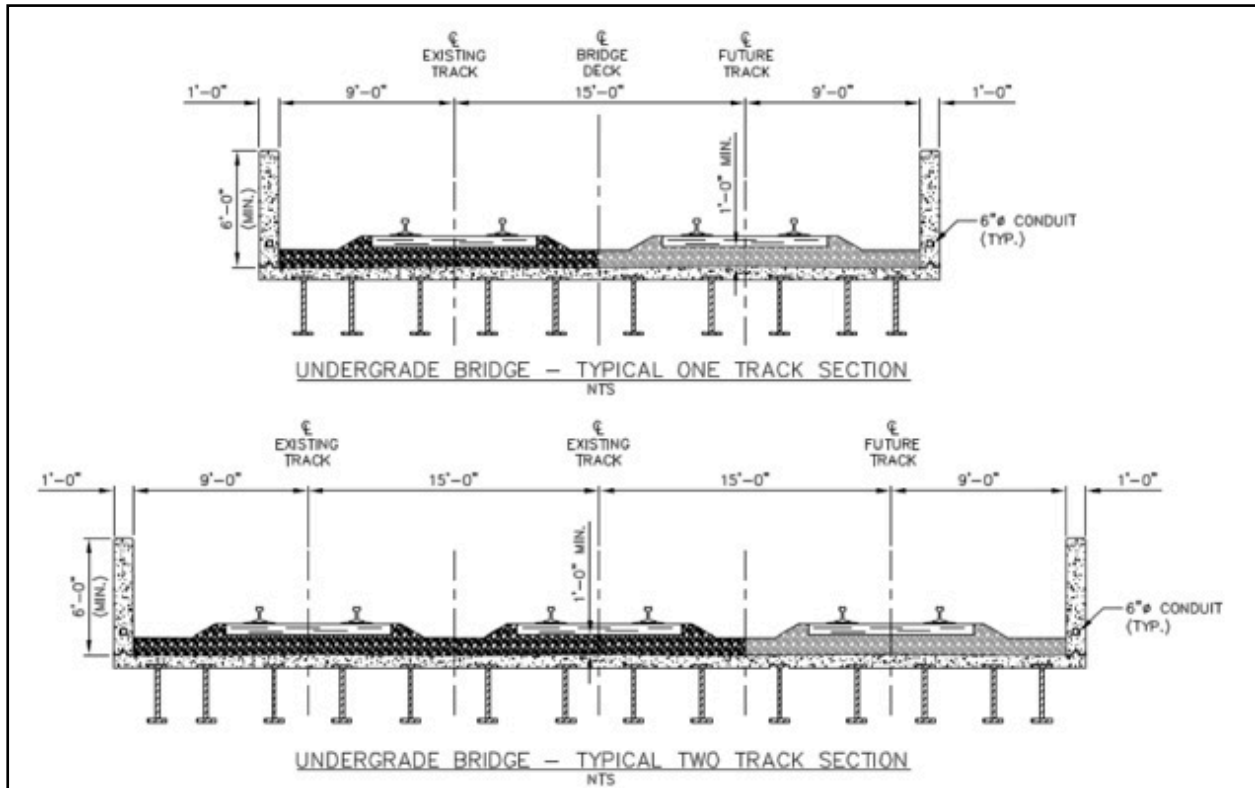 ℄ ℄ ℄
EXISTING BRIDGE FUTURE
TRACK DECK TRACK
1'-0" 9'-0" 15'-0" 9'-0" 1'-0"
6'-0"
(MIN.)
1'-0" MIN.
6"ø CONDUIT
(TYP.)
UNDERGRADE BRIDGE – TYPICAL ONE TRACK SECTION
NTS
℄ ℄ ℄
EXISTING EXISTING FUTURE
TRACK TRACK TRACK
1'-0" 9'-0" 15'-0" 15'-0" 9'-0" 1'-0"
6'-0"
(MIN.)
1'-0" MIN.
6"ø CONDUIT
(TYP.)
UNDERGRADE BRIDGE – TYPICAL TWO TRACK SECTION
NTS